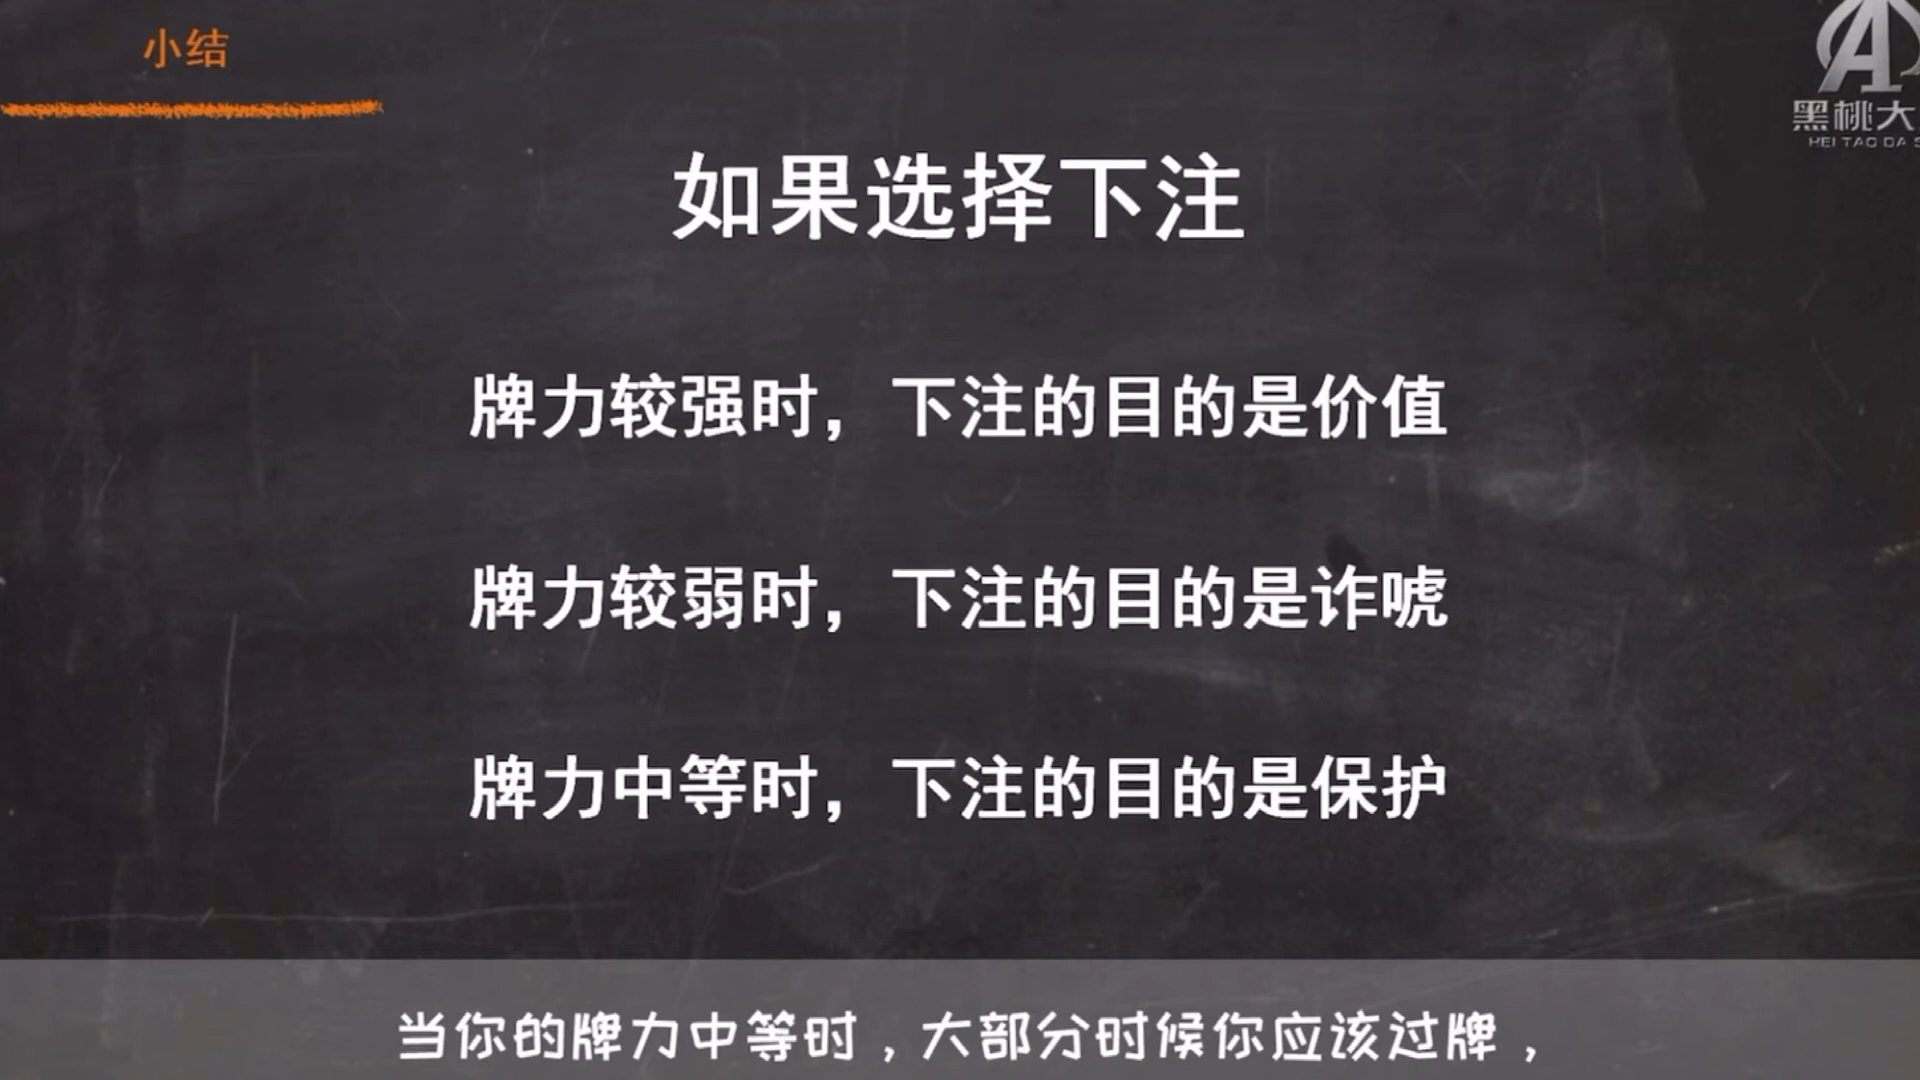 小结
黑桃大
HEI TAO DA S
如果选择下注
牌力较强时，下注的目的是价值
牌力较弱时，下注的目的是诈唬
牌力中等时，下注的目的是保护
当你的牌力中等时，大部分时候你应该过牌，